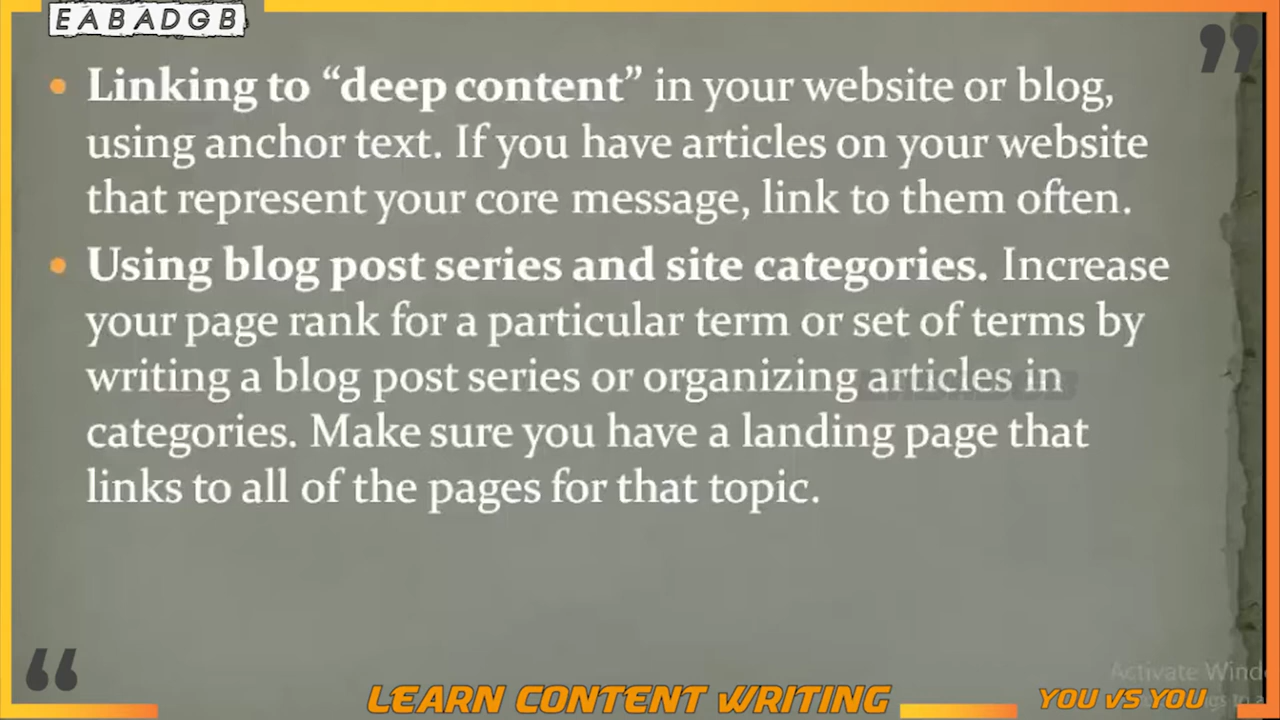 EABADGB
Linking to “deep content” in your website or blog,
using anchor text. If you have articles on your website
that represent your core message, link to them often.
Using blog post series and site categories. Increase
your page rank for a particular term or set of terms by
writing a blog post series or organizing articles in
categories. Make sure you have a landing page that
links to all of the pages for that topic.
EABADGB
Activate Wind
LEARN CONTENT WRITING
YOU VS YOU